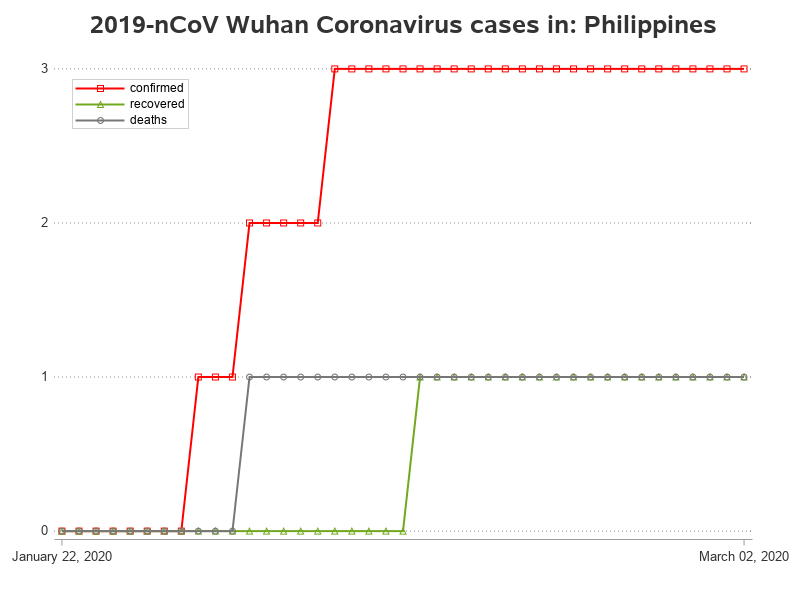 2019-nCoV Wuhan Coronavirus cases in: Philippines
3
confirmed
recovered
deaths
2
1
0
January 22, 2020
March 02, 2020